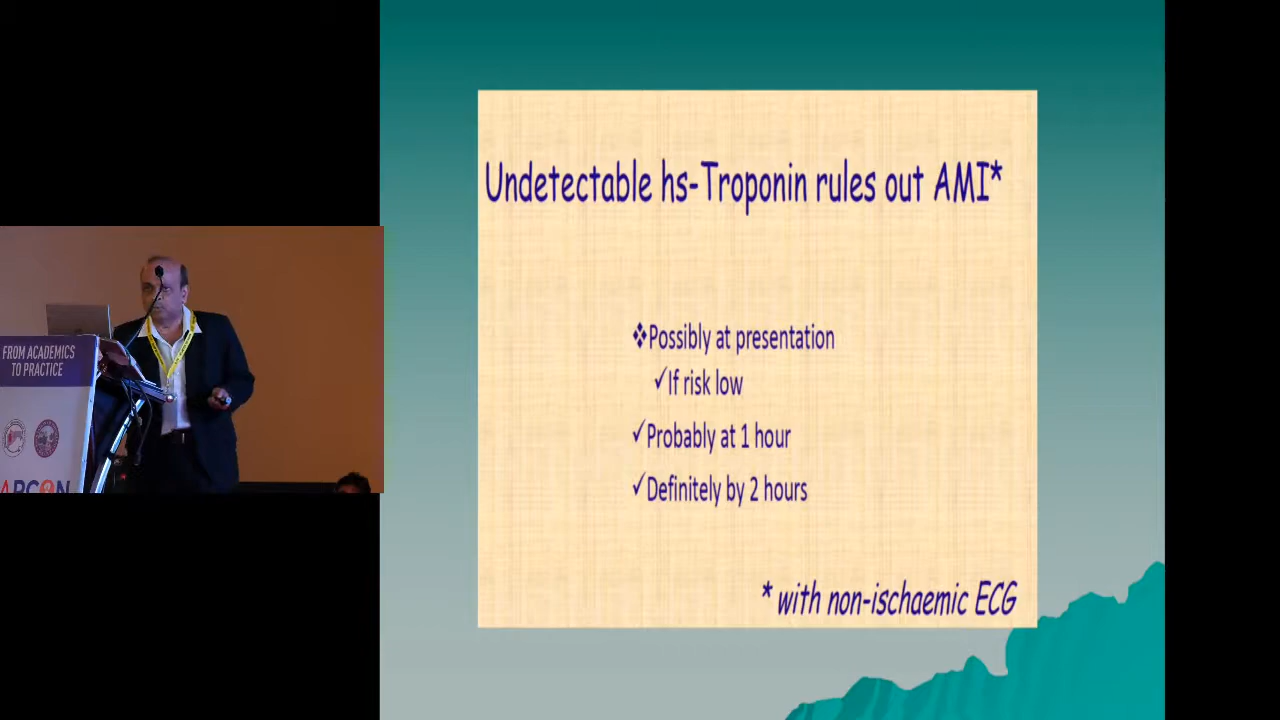 Undetectable hs-Troponin rules out AMI*
❖Possibly at presentation
✓If risk low
✓Probably at 1 hour
✓Definitely by 2 hours
* with non-ischaemic ECG
FROM ACADEMICS
TO PRACTICE